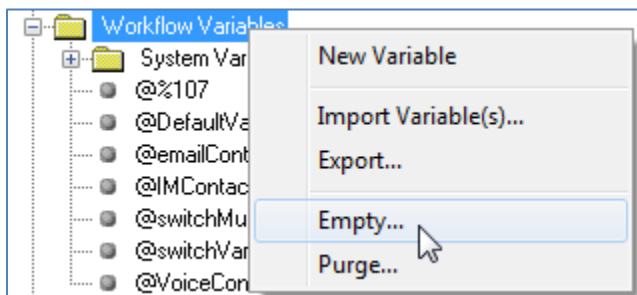 Workflow Variables
System Var
@%107
@DefaultVa
@emailCont
@IMContac
@switchMu
@switchVar
@VoiceCon
New Variable
Import Variable(s)...
Export...
Empty...
Purge...